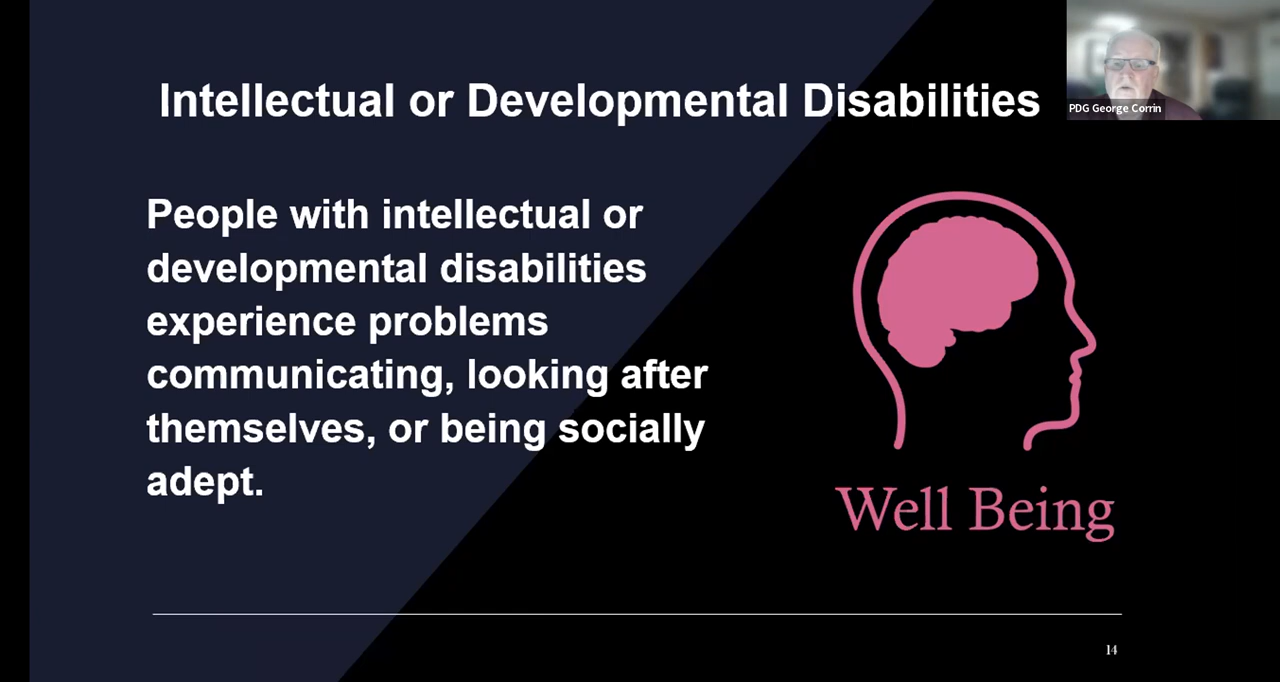 Intellectual or Developmental Disabilities
PDG George Corrin
People with intellectual or
developmental disabilities
experience problems
communicating, looking after
themselves, or being socially
adept.
Well Being
14